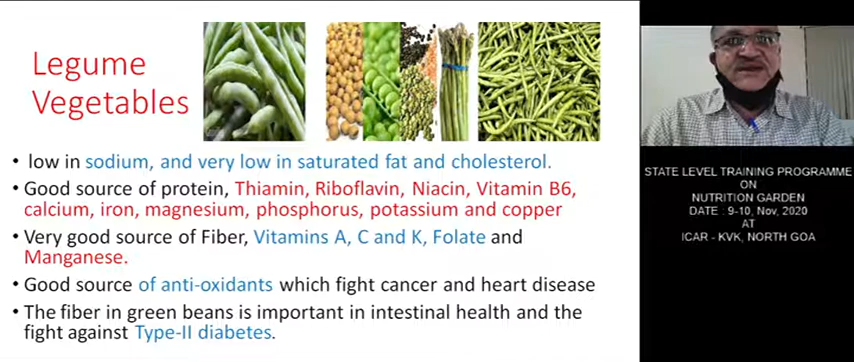 Legume
Vegetables
• low in sodium, and very low in saturated fat and cholesterol.
• Good source of protein, Thiamin, Riboflavin, Niacin, Vitamin B6,
calcium, iron, magnesium, phosphorus, potassium and copper
• Very good source of Fiber, Vitamins A, C and K, Folate and
Manganese.
• Good source of anti-oxidants which fight cancer and heart disease
• The fiber in green beans is important in intestinal health and the
fight against Type-II diabetes.
STATE LEVEL TRAINING PROGRAMME
ON
NUTRITION GARDEN
DATE : 9-10, Nov, 2020
AT
ICAR - KVK, NORTH GOA